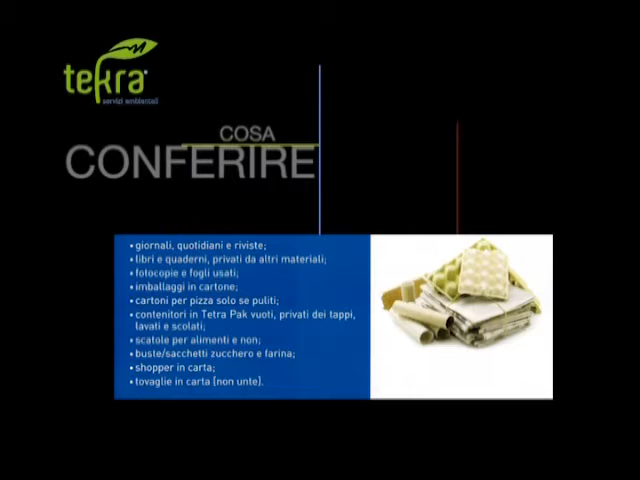 tekra
servizi ambientali
COSA
CONFERIRE
• giornali, quotidiani e riviste;
• libri e quaderni, privati da altri materiali;
• fotocopie e fogli usati;
• imballaggi in cartone;
• cartoni per pizza solo se puliti;
• contenitori in Tetra Pak vuoti, privati dei tappi,
lavati e scolati;
• scatole per alimenti e non;
• buste/sacchetti zucchero e farina;
• shopper in carta;
• tovaglie in carta (non unte).